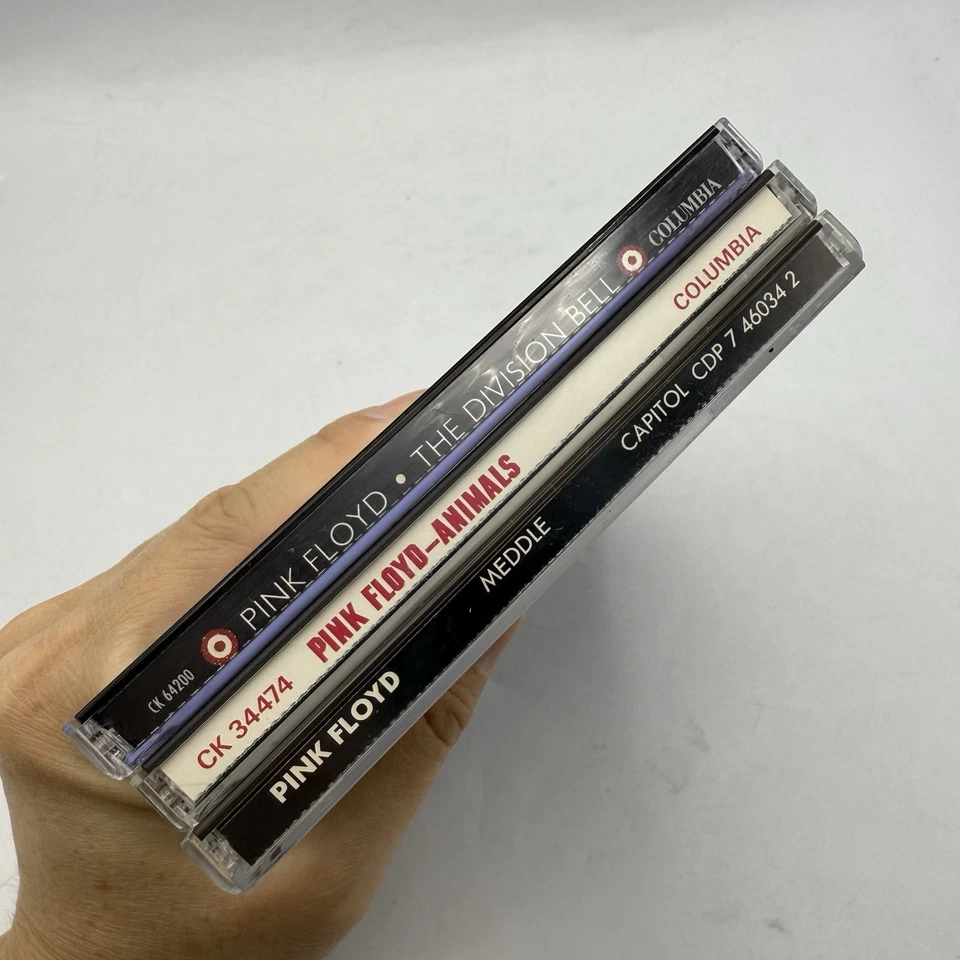 CK 64200 PINK FLOYD • THE DIVISION BELL COLUMBIA
CK 34474 PINK FLOYD–ANIMALS COLUMBIA
PINK FLOYD MEDDLE CAPITOL CDP 7 46034 2